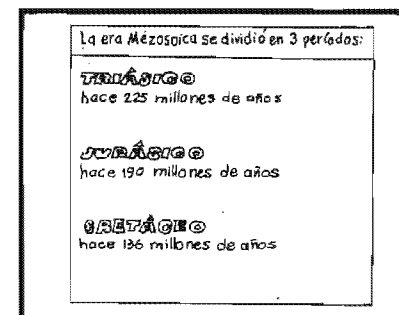 La era Mézosoica se dividió en 3 períodos:
TRIÁSICO
hace 225 millones de años
JURÁSICO
hace 190 millones de años
CRETÁCEO
hace 136 millones de años